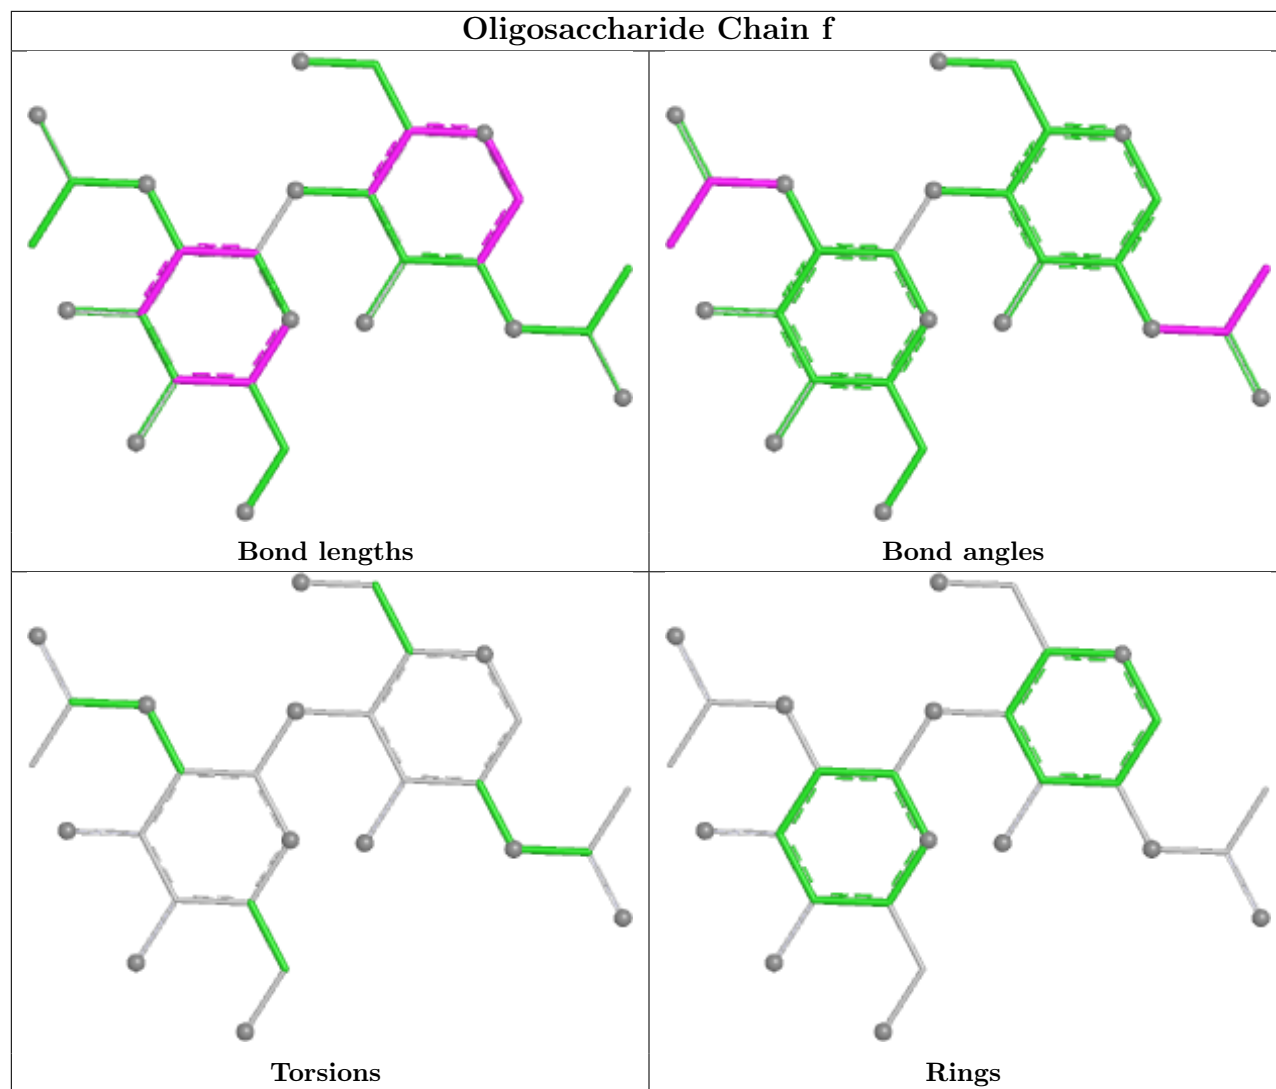 Oligosaccharide Chain f
Bond lengths
Bond angles
Torsions
Rings